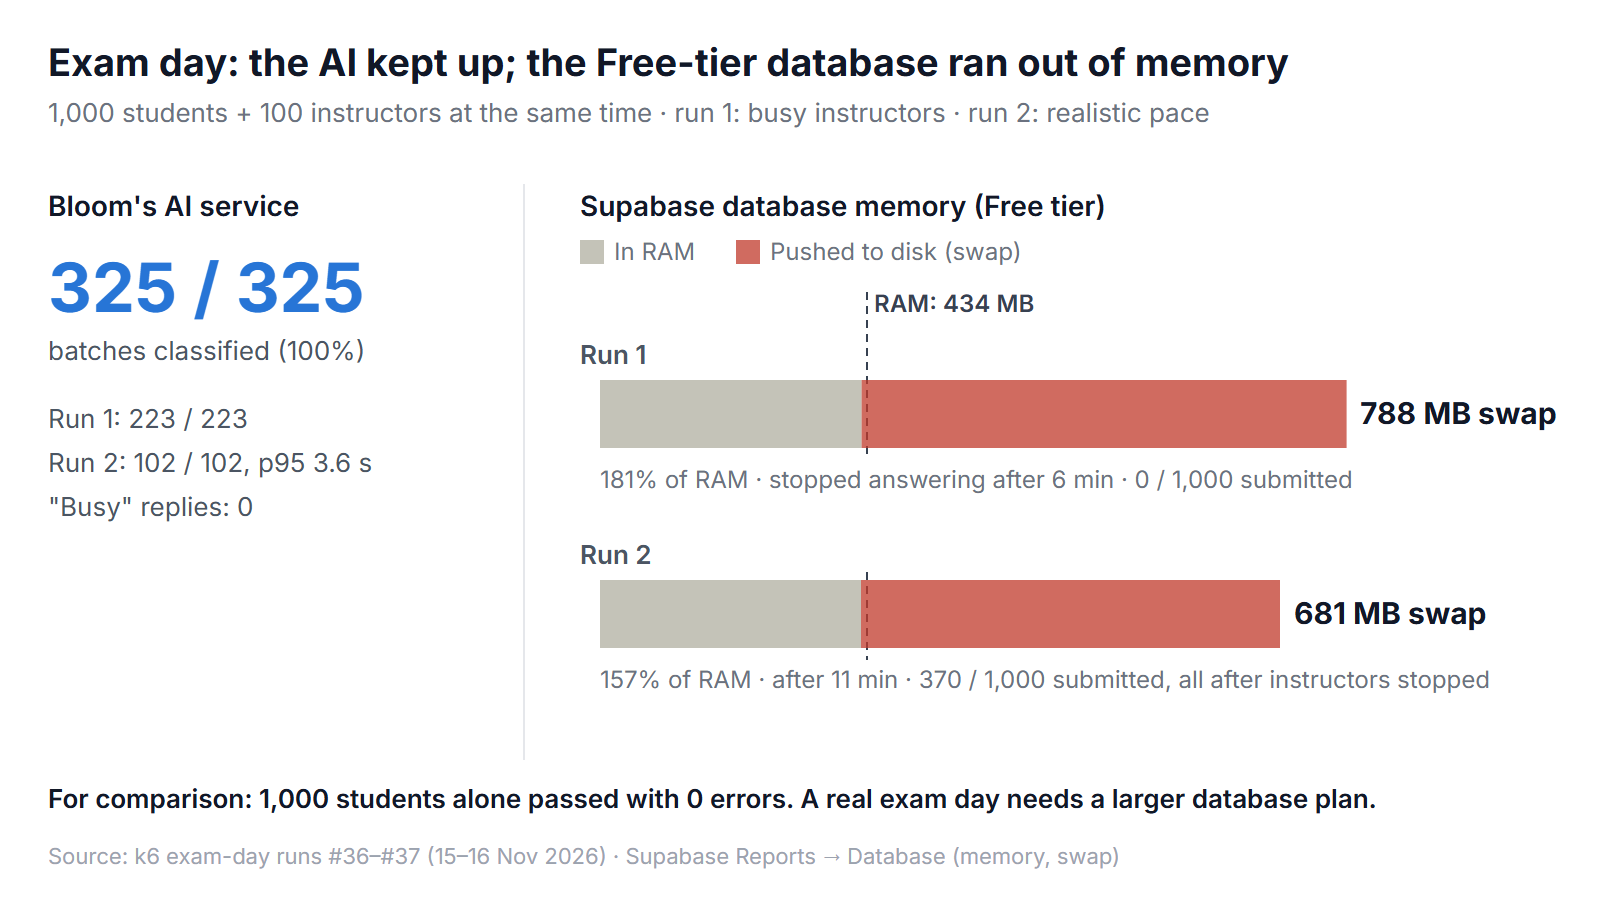 Exam day: the AI kept up; the Free-tier database ran out of memory
1,000 students + 100 instructors at the same time · run 1: busy instructors · run 2: realistic pace
Bloom's AI service
325 / 325
batches classified (100%)
Run 1: 223 / 223
Run 2: 102 / 102, p95 3.6 s
"Busy" replies: 0
Supabase database memory (Free tier)
In RAM
Pushed to disk (swap)
RAM: 434 MB
Run 1
788 MB swap
181% of RAM · stopped answering after 6 min · 0 / 1,000 submitted
Run 2
681 MB swap
157% of RAM · after 11 min · 370 / 1,000 submitted, all after instructors stopped
For comparison: 1,000 students alone passed with 0 errors. A real exam day needs a larger database plan.
Source: k6 exam-day runs #36–#37 (15–16 Nov 2026) · Supabase Reports → Database (memory, swap)